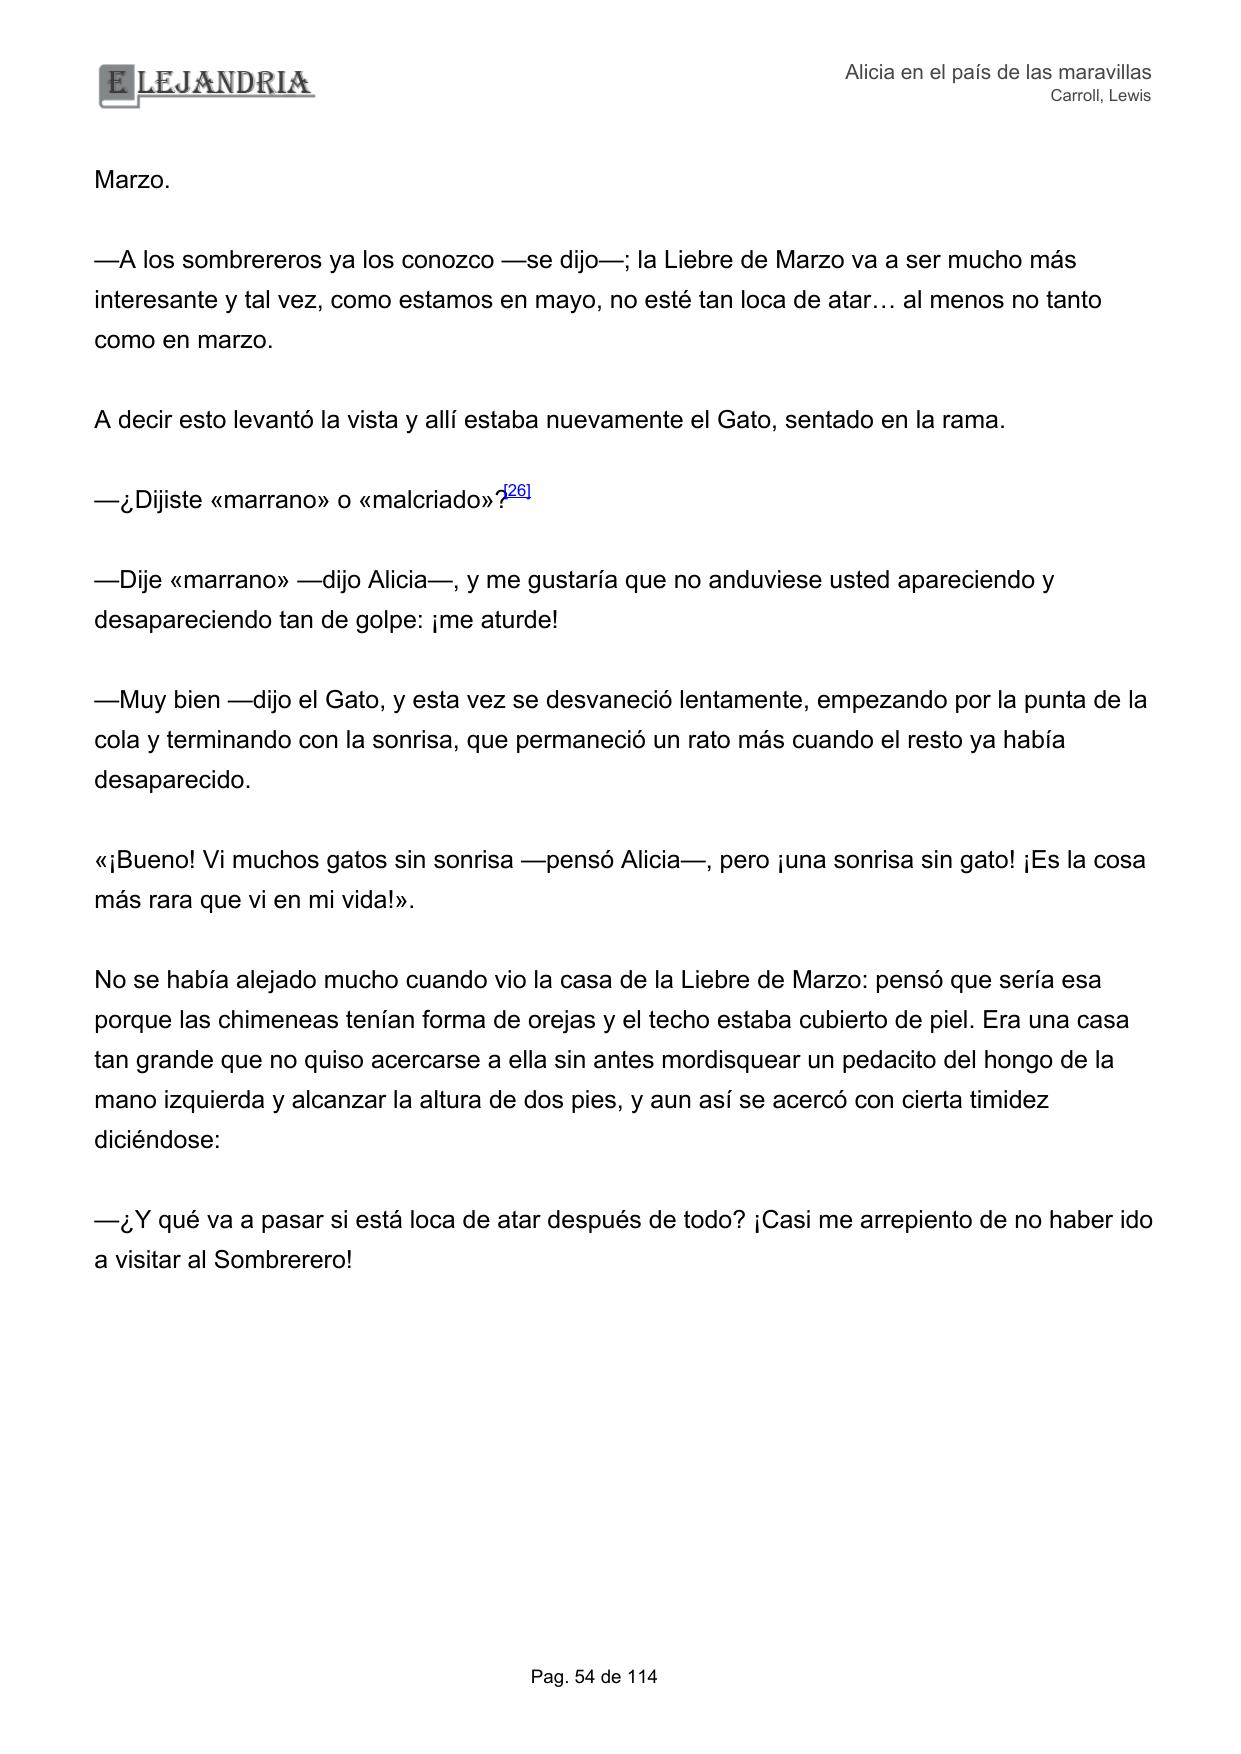 ELEJANDRIA
Alicia en el país de las maravillas
Carroll, Lewis
Marzo.
—A los sombrereros ya los conozco —se dijo—; la Liebre de Marzo va a ser mucho más
interesante y tal vez, como estamos en mayo, no esté tan loca de atar… al menos no tanto
como en marzo.
A decir esto levantó la vista y allí estaba nuevamente el Gato, sentado en la rama.
—¿Dijiste «marrano» o «malcriado»?[26]
—Dije «marrano» —dijo Alicia—, y me gustaría que no anduviese usted apareciendo y
desapareciendo tan de golpe: ¡me aturde!
—Muy bien —dijo el Gato, y esta vez se desvaneció lentamente, empezando por la punta de la
cola y terminando con la sonrisa, que permaneció un rato más cuando el resto ya había
desaparecido.
«¡Bueno! Vi muchos gatos sin sonrisa —pensó Alicia—, pero ¡una sonrisa sin gato! ¡Es la cosa
más rara que vi en mi vida!».
No se había alejado mucho cuando vio la casa de la Liebre de Marzo: pensó que sería esa
porque las chimeneas tenían forma de orejas y el techo estaba cubierto de piel. Era una casa
tan grande que no quiso acercarse a ella sin antes mordisquear un pedacito del hongo de la
mano izquierda y alcanzar la altura de dos pies, y aun así se acercó con cierta timidez
diciéndose:
—¿Y qué va a pasar si está loca de atar después de todo? ¡Casi me arrepiento de no haber ido
a visitar al Sombrerero!
Pag. 54 de 114